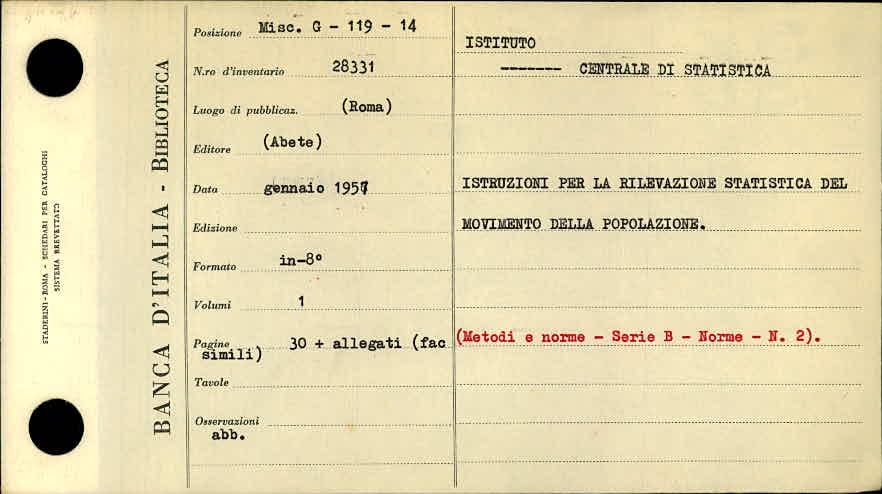 STADERINI-ROMA - SCHEDARI PER CATALOGHI
SISTEMA BREVETTATO
BANCA D'ITALIA - BIBLIOTECA
Posizione Misc. G - 119 - 14
N.ro d'inventario 28331
Luogo di pubblicaz. (Roma)
Editore (Abete)
Data gennaio 1957
Edizione
Formato in-8°
Volumi 1
Pagine 30 + allegati (fac
simili)
Tavole
Osservazioni
abb.
ISTITUTO
------- CENTRALE DI STATISTICA
ISTRUZIONI PER LA RILEVAZIONE STATISTICA DEL
MOVIMENTO DELLA POPOLAZIONE.
(Metodi e norme - Serie B - Norme - N. 2).